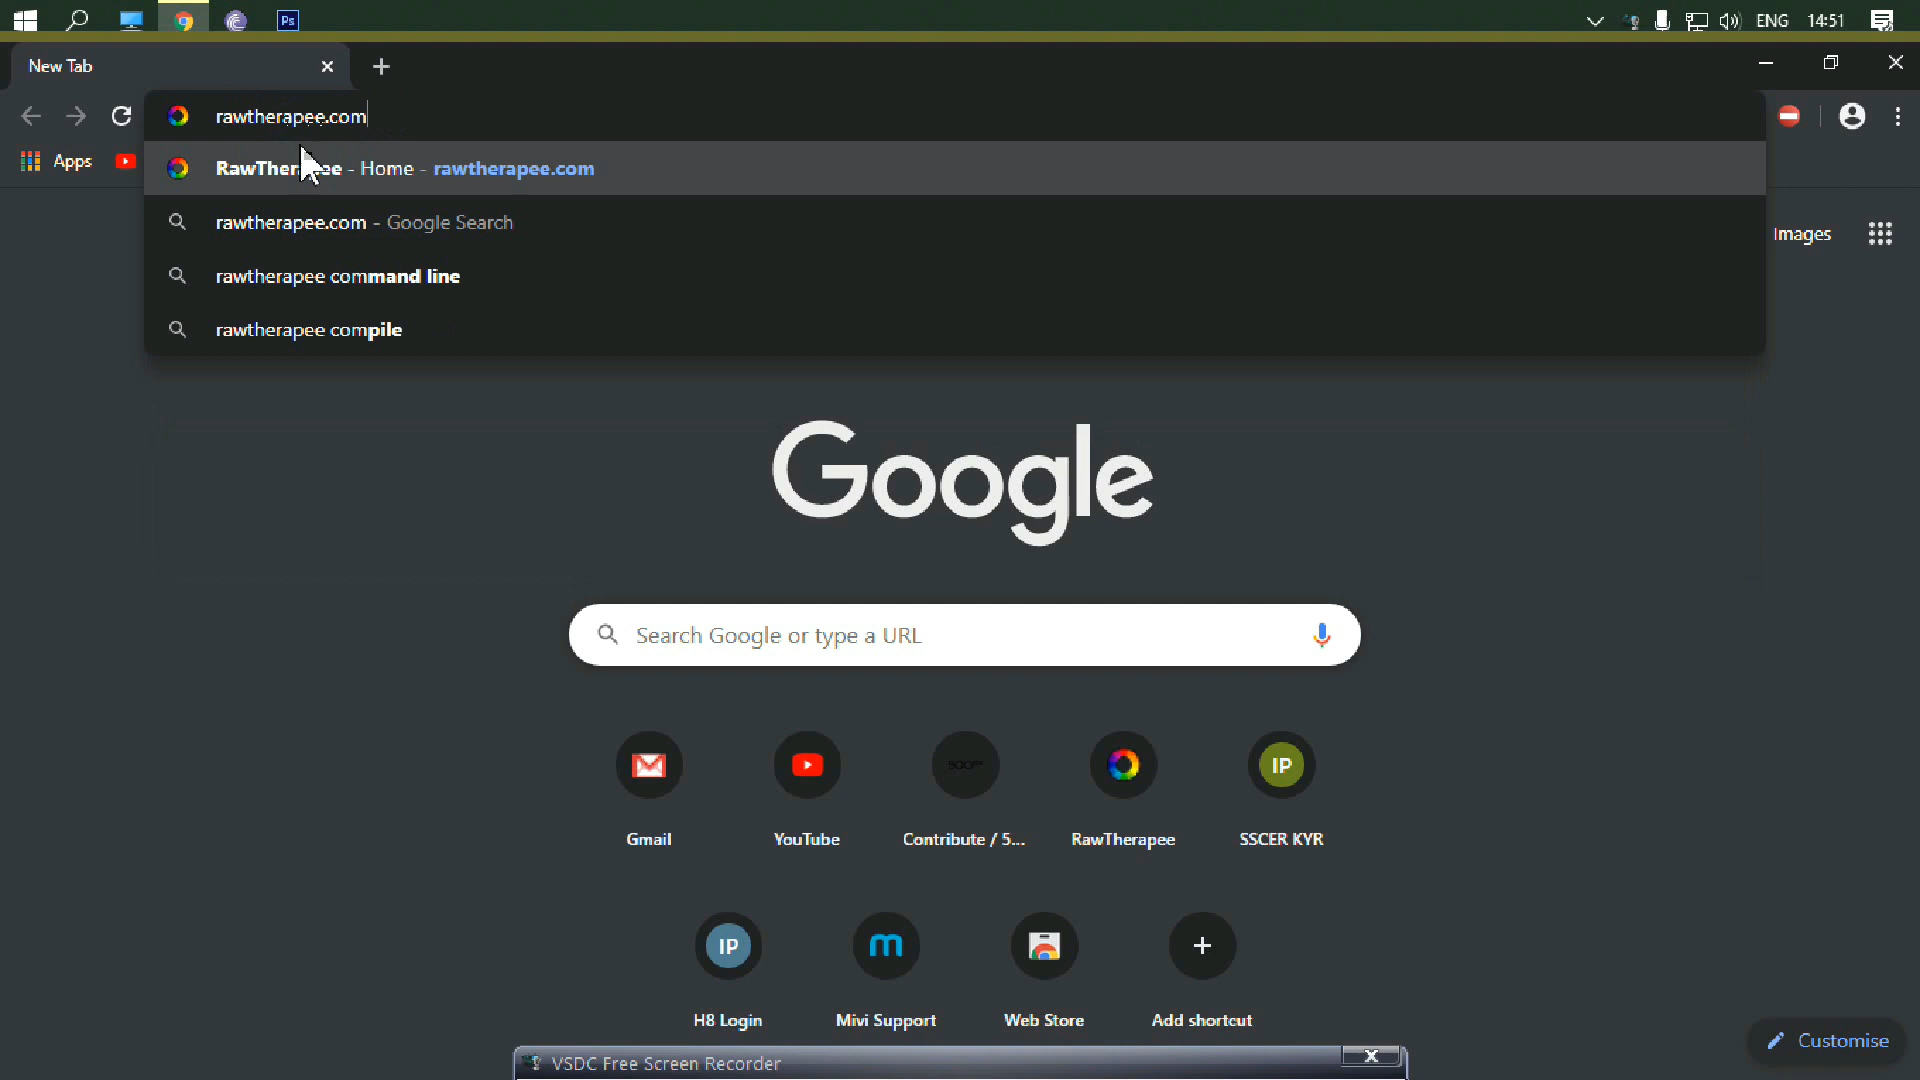 Ps
ENG 14:51
New Tab
rawtherapee.com
Apps
RawTherapee - Home - rawtherapee.com
rawtherapee.com - Google Search
Images
rawtherapee command line
rawtherapee compile
Google
Search Google or type a URL
IP
Gmail YouTube Contribute / 5... RawTherapee SSCER KYR
IP m
H8 Login Mivi Support Web Store Add shortcut
Customise
VSDC Free Screen Recorder X